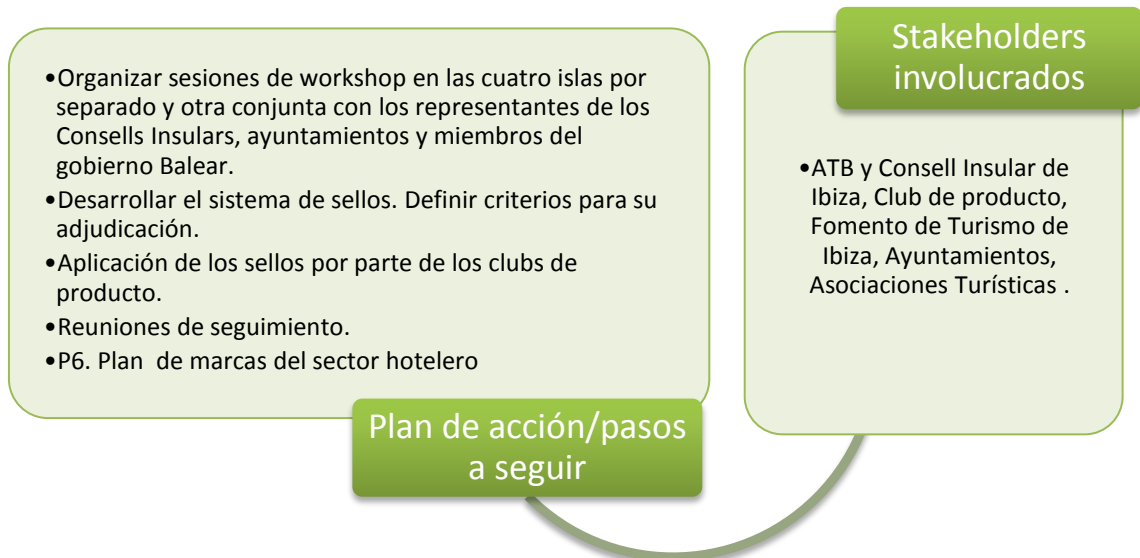 •Organizar sesiones de workshop en las cuatro islas por
separado y otra conjunta con los representantes de los
Consells Insulars, ayuntamientos y miembros del
gobierno Balear.
•Desarrollar el sistema de sellos. Definir criterios para su
adjudicación.
•Aplicación de los sellos por parte de los clubs de
producto.
•Reuniones de seguimiento.
•P6. Plan de marcas del sector hotelero
Plan de acción/pasos
a seguir
Stakeholders
involucrados
•ATB y Consell Insular de
Ibiza, Club de producto,
Fomento de Turismo de
Ibiza, Ayuntamientos,
Asociaciones Turísticas .